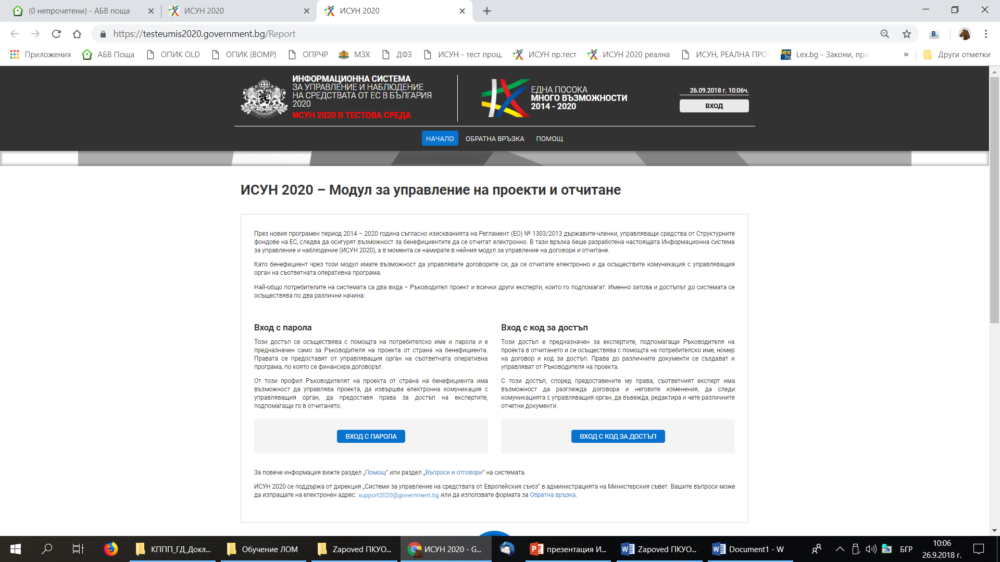 (0 непрочетени) - АБВ поща
ИСУН 2020
ИСУН 2020
https://testeumis2020.government.bg/Report
Приложения
АБВ Поща
ОПИК OLD
ОПИК (ВОМР)
ОПРЧР
МЗХ
ДФЗ
ИСУН - тест проц.
ИСУН пр.тест
ИСУН 2020 реална
ИСУН, РЕАЛНА ПРО
Lex.bg - Закони, пра
»
Други отметки
ИНФОРМАЦИОННА СИСТЕМА
ЗА УПРАВЛЕНИЕ И НАБЛЮДЕНИЕ
НА СРЕДСТВАТА ОТ ЕС В БЪЛГАРИЯ
2020
ИСУН 2020 В ТЕСТОВА СРЕДА
ЕДНА ПОСОКА
МНОГО ВЪЗМОЖНОСТИ
2014 - 2020
26.09.2018 г. 10:06ч.
ВХОД
НАЧАЛО
ОБРАТНА ВРЪЗКА
ПОМОЩ
ИСУН 2020 – Модул за управление на проекти и отчитане
През новия програмен период 2014 – 2020 година съгласно изискванията на Регламент (ЕО) № 1303/2013 държавите-членки, управляващи средства от Структурните
фондове на ЕС, следва да осигурят възможност за бенефициентите да се отчитат електронно. В тази връзка беше разработена настоящата Информационна система
за управление и наблюдение (ИСУН 2020), а в момента се намирате в нейния модул за управление на договори и отчитане.
Като бенефициент чрез този модул имате възможност да управлявате договорите си, да се отчитате електронно и да осъществите комуникация с управляващия
орган на съответната оперативна програма.
Най-общо потребителите на системата са два вида – Ръководител проект и всички други експерти, които го подпомагат. Именно затова и достъпът до системата се
осъществява по два различни начина:
Вход с парола
Този достъп се осъществява с помощта на потребителско име и парола и е
предназначен само за Ръководителя на проекта от страна на бенефициента.
Правата се предоставят от управляващия орган на съответната оперативна
програма, по която се финансира договорът.
От този профил Ръководителят на проекта от страна на бенефициента има
възможност да управлява проекта, да извършва електронна комуникация с
управляващия орган, да предоставя права за достъп на експертите,
подпомагащи го в отчитането.
ВХОД С ПАРОЛА
Вход с код за достъп
Този достъп е предназначен за експертите, подпомагащи Ръководителя на
проекта в отчитането и се осъществява с помощта на потребителско име, номер
на договор и код за достъп. Права до различните документи се създават и
управляват от Ръководителя на проекта.
С този достъп, според предоставените му права, съответният експерт има
възможност да разглежда договора и неговите изменения, да следи
комуникацията с управляващия орган, да въвежда, редактира и чете различните
отчетни документи.
ВХОД С КОД ЗА ДОСТЪП
За повече информация вижте раздел „Помощ“ или раздел „Въпроси и отговори“ на системата.
ИСУН 2020 се поддържа от дирекция „Системи за управление на средствата от Европейския съюз“ в администрацията на Министерския съвет. Вашите въпроси може
да изпращате на електронен адрес: support2020@government.bg или да използвате формата за Обратна връзка.
КППП_ГД_Докл...
Обучение ЛОМ
Zapoved ПКУО...
ИСУН 2020 - G...
презентация И...
Zapoved ПКУО...
Document1 - W
БГР
10:06
26.9.2018 г.